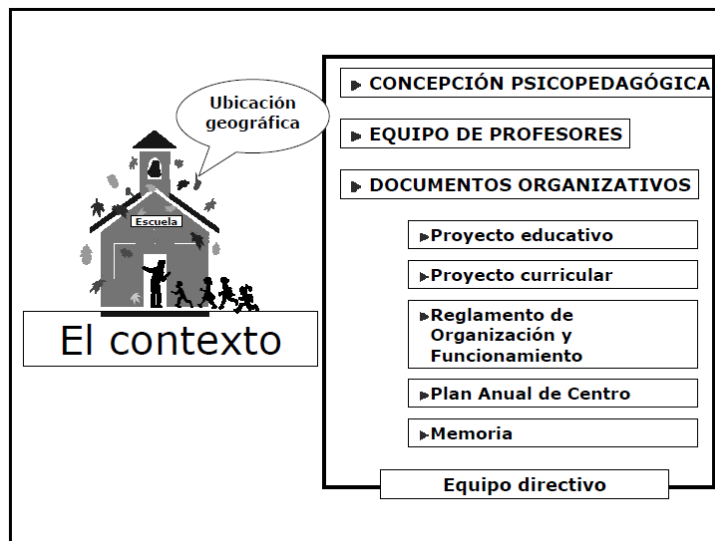 Ubicación
geográfica
Escuela
El contexto
CONCEPCIÓN PSICOPEDAGÓGICA
EQUIPO DE PROFESORES
DOCUMENTOS ORGANIZATIVOS
Proyecto educativo
Proyecto curricular
Reglamento de
Organización y
Funcionamiento
Plan Anual de Centro
Memoria
Equipo directivo